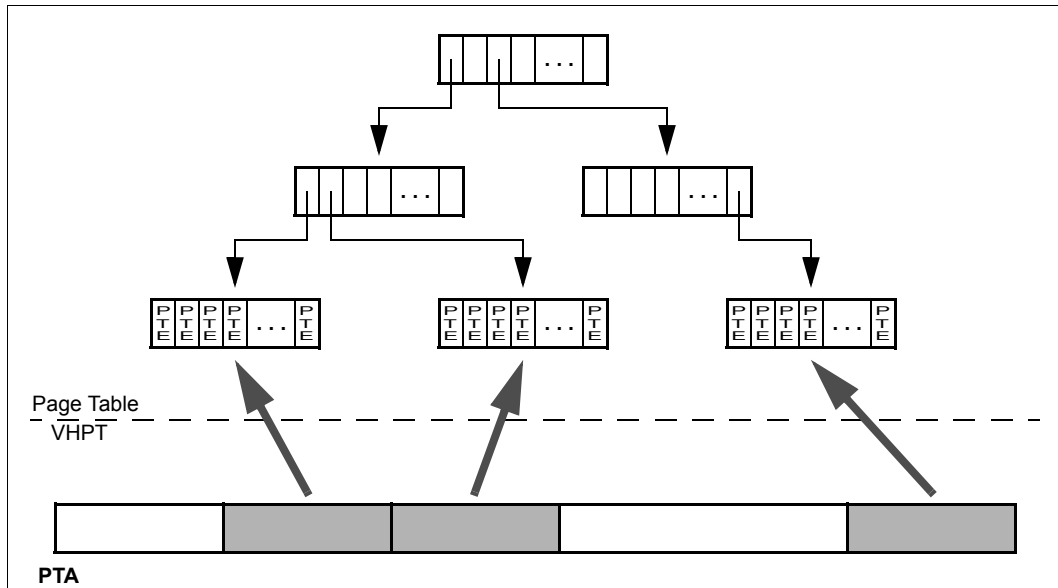 ...
... ...
PTE PTE PTE PTE ... PTE PTE PTE PTE PTE ... PTE PTE PTE PTE PTE ... PTE
Page Table
VHPT
PTA